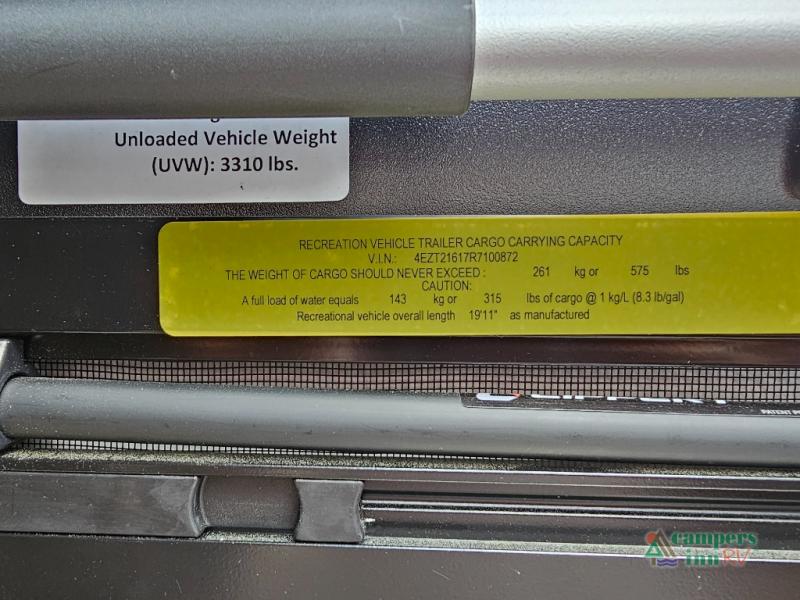 Unloaded Vehicle Weight
(UVW): 3310 lbs.
RECREATION VEHICLE TRAILER CARGO CARRYING CAPACITY
V.I.N.: 4EZT21617R7100872
THE WEIGHT OF CARGO SHOULD NEVER EXCEED : 261 kg or 575 lbs
CAUTION:
A full load of water equals 143 kg or 315 lbs of cargo @ 1 kg/L (8.3 lb/gal)
Recreational vehicle overall length 19'11" as manufactured
PATENT
campers
inn RV